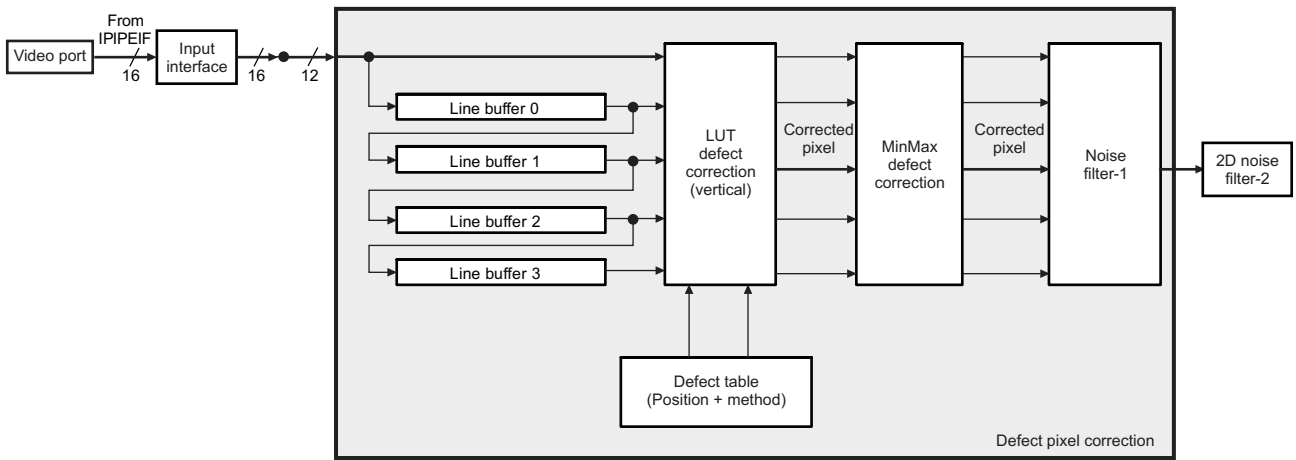 From
IPIPEIF
Video port
16
Input
interface
16
12
Line buffer 0
Line buffer 1
Line buffer 2
Line buffer 3
LUT
defect
correction
(vertical)
Corrected
pixel
MinMax
defect
correction
Corrected
pixel
Noise
filter-1
2D noise
filter-2
Defect table
(Position + method)
Defect pixel correction